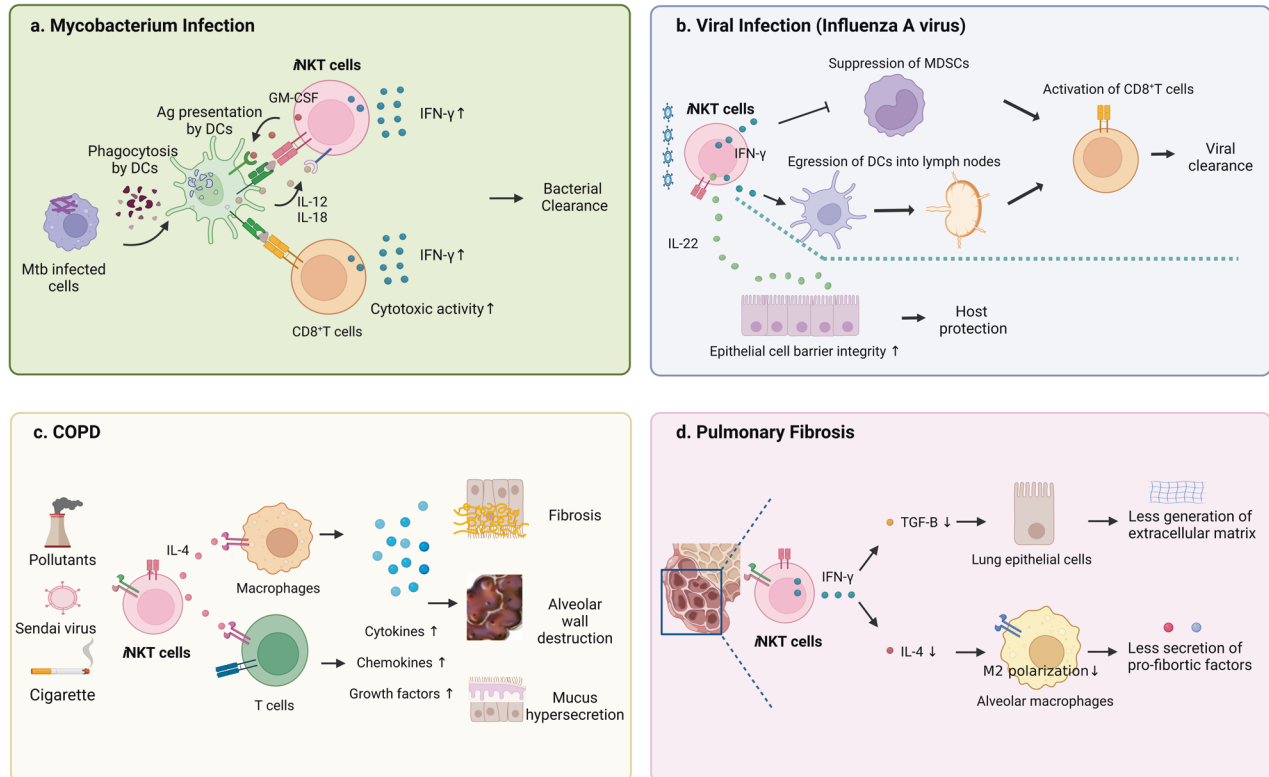 a. Mycobacterium Infection
iNKT cells
GM-CSF
IFN-γ↑
Ag presentation
by DCs
Phagocytosis
by DCs
IL-12
IL-18
Bacterial
Clearance
Mtb infected
cells
IFN-γ↑
Cytotoxic activity↑
CD8⁺T cells
b. Viral Infection (Influenza A virus)
Suppression of MDSCs
iNKT cells
IFN-γ
Activation of CD8⁺T cells
Egression of DCs into lymph nodes
Viral
clearance
IL-22
Host
protection
Epithelial cell barrier integrity ↑
c. COPD
Pollutants
Sendai virus
Cigarette
IL-4
iNKT cells
Macrophages
T cells
Cytokines ↑
Chemokines ↑
Growth factors ↑
Fibrosis
Alveolar
wall
destruction
Mucus
hypersecretion
d. Pulmonary Fibrosis
iNKT cells
IFN-γ
TGF-B ↓
Lung epithelial cells
Less generation of
extracellular matrix
IL-4 ↓
M2 polarization↓
Alveolar macrophages
Less secretion of
pro-fibortic factors